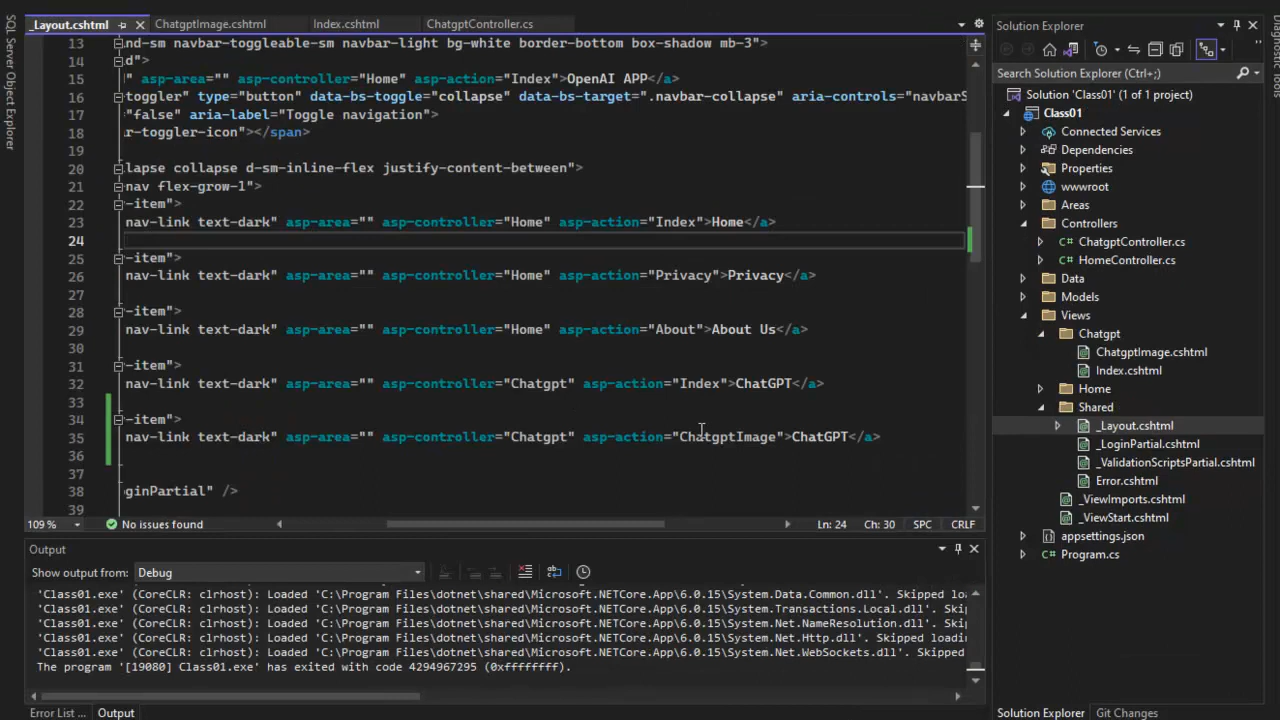 _Layout.cshtml
ChatgptImage.cshtml
Index.cshtml
ChatgptController.cs
SQL Server Object Explorer
13 nd-sm navbar-toggleable-sm navbar-light bg-white border-bottom box-shadow mb-3">
14 d">
15 " asp-area="" asp-controller="Home" asp-action="Index">OpenAI APP</a>
16 toggler" type="button" data-bs-toggle="collapse" data-bs-target=".navbar-collapse" aria-controls="navbarS
17 "false" aria-label="Toggle navigation">
18 r-toggler-icon"></span>
19
20 lapse collapse d-sm-inline-flex justify-content-between">
21 nav flex-grow-1">
22 -item">
23 nav-link text-dark" asp-area="" asp-controller="Home" asp-action="Index">Home</a>
24
25 -item">
26 nav-link text-dark" asp-area="" asp-controller="Home" asp-action="Privacy">Privacy</a>
27
28 -item">
29 nav-link text-dark" asp-area="" asp-controller="Home" asp-action="About">About Us</a>
30
31 -item">
32 nav-link text-dark" asp-area="" asp-controller="Chatgpt" asp-action="Index">ChatGPT</a>
33
34 -item">
35 nav-link text-dark" asp-area="" asp-controller="Chatgpt" asp-action="ChatgptImage">ChatGPT</a>
36
37
38 ginPartial" />
39
109 %
No issues found
Ln: 24
Ch: 30
SPC
CRLF
Output
Show output from: Debug
'Class01.exe' (CoreCLR: clrhost): Loaded 'C:\Program Files\dotnet\shared\Microsoft.NETCore.App\6.0.15\System.Data.Common.dll'. Skipped lo
'Class01.exe' (CoreCLR: clrhost): Loaded 'C:\Program Files\dotnet\shared\Microsoft.NETCore.App\6.0.15\System.Transactions.Local.dll'. Ski
'Class01.exe' (CoreCLR: clrhost): Loaded 'C:\Program Files\dotnet\shared\Microsoft.NETCore.App\6.0.15\System.Net.NameResolution.dll'. Ski
'Class01.exe' (CoreCLR: clrhost): Loaded 'C:\Program Files\dotnet\shared\Microsoft.NETCore.App\6.0.15\System.Net.Http.dll'. Skipped loadin
'Class01.exe' (CoreCLR: clrhost): Loaded 'C:\Program Files\dotnet\shared\Microsoft.NETCore.App\6.0.15\System.Net.WebSockets.dll'. Skipped
The program '[19080] Class01.exe' has exited with code 4294967295 (0xffffffff).
Error List ...
Output
Solution Explorer
Search Solution Explorer (Ctrl+;)
Solution 'Class01' (1 of 1 project)
Class01
Connected Services
Dependencies
Properties
wwwroot
Areas
Controllers
C# ChatgptController.cs
C# HomeController.cs
Data
Models
Views
Chatgpt
ChatgptImage.cshtml
Index.cshtml
Home
Shared
_Layout.cshtml
_LoginPartial.cshtml
_ValidationScriptsPartial.cshtml
Error.cshtml
_ViewImports.cshtml
_ViewStart.cshtml
appsettings.json
C# Program.cs
Solution Explorer
Git Changes